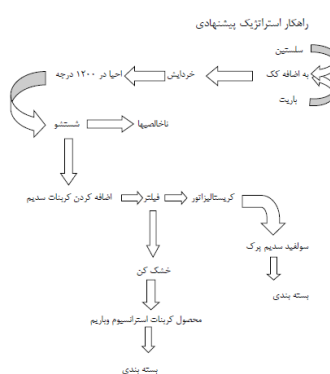 راهکار استراتژیک پیشنهادی
سلستین
به اضافه کک
خردایش
احیا در ۱۲۰۰ درجه
باریت
شستشو
ناخالصیها
اضافه کردن کربنات سدیم
فیلتر
کریستالیزاتور
سولفید سدیم پرک
خشک کن
بسته بندی
محصول کربنات استرانسیوم وباریم
بسته بندی